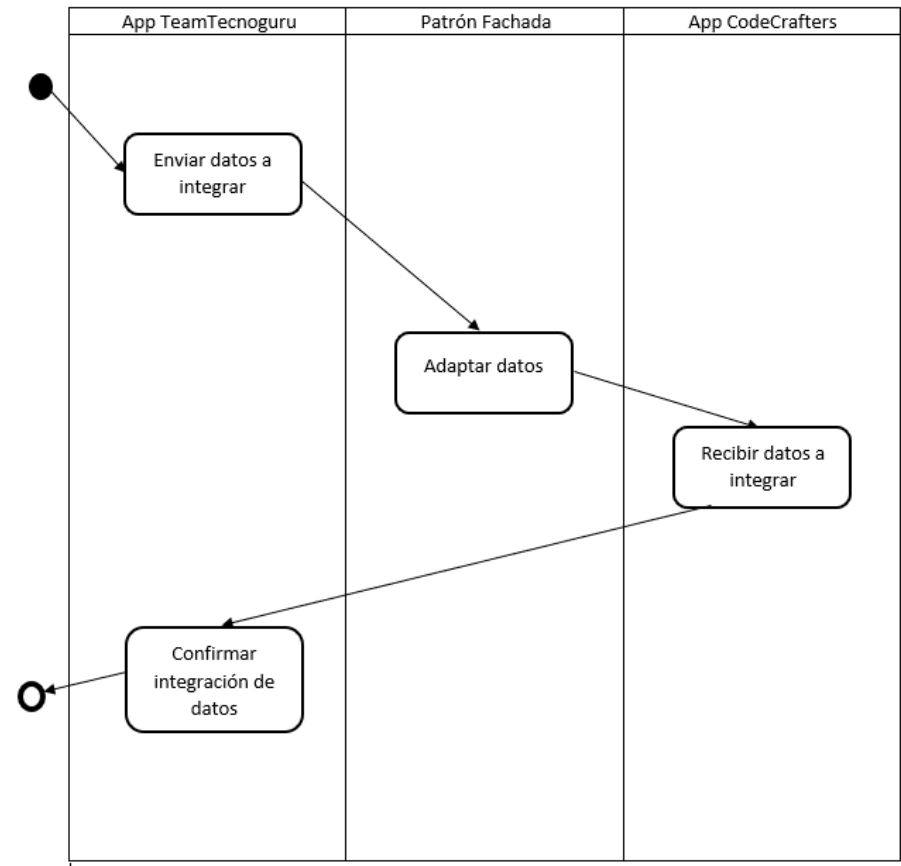 App TeamTecnoguru
Patrón Fachada
App CodeCrafters
Enviar datos a
integrar
Adaptar datos
Recibir datos a
integrar
Confirmar
integración de
datos